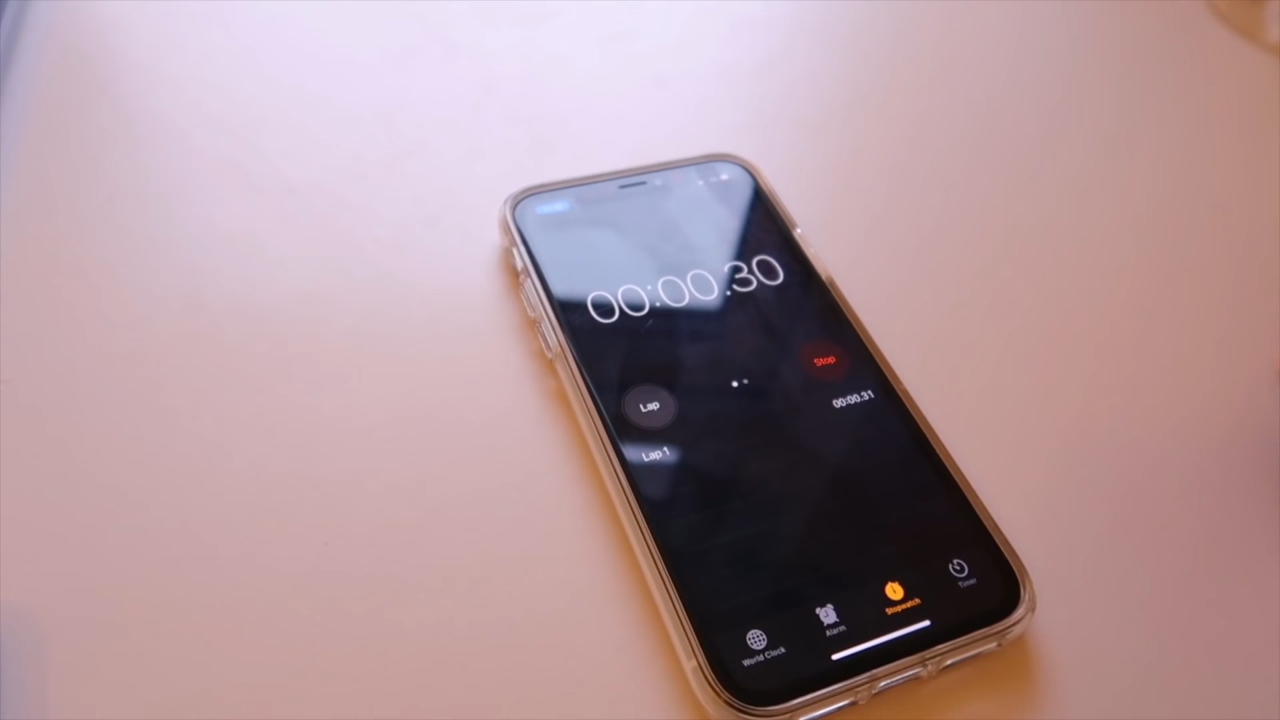 00:00.30
Lap
Stop
Lap 1
00:00.31
World Clock
Alarm
Stopwatch
Timer